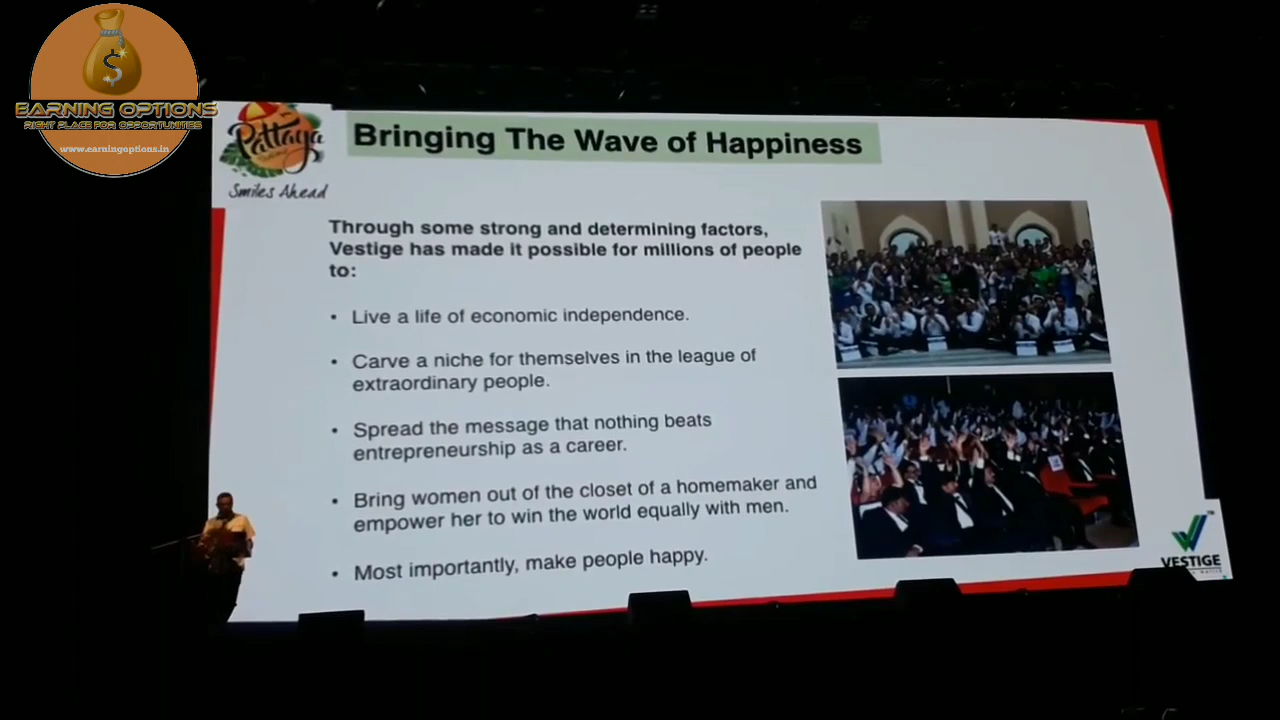 EARNING OPTIONS
RIGHT PLACE FOR OPPORTUNITIES
www.earningoptions.in
Pattaya
Smiles Ahead
Bringing The Wave of Happiness
Through some strong and determining factors,
Vestige has made it possible for millions of people
to:
• Live a life of economic independence.
• Carve a niche for themselves in the league of
extraordinary people.
• Spread the message that nothing beats
entrepreneurship as a career.
• Bring women out of the closet of a homemaker and
empower her to win the world equally with men.
• Most importantly, make people happy.
VESTIGE